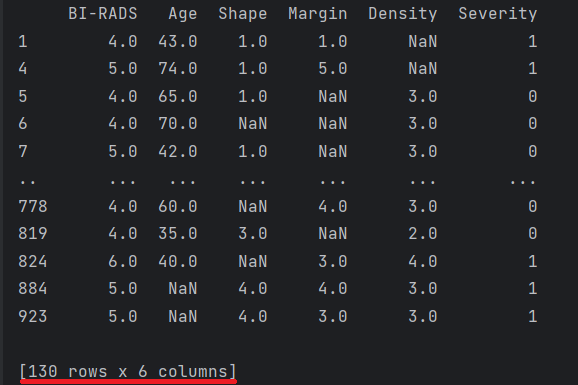 BI-RADS Age Shape Margin Density Severity
1 4.0 43.0 1.0 1.0 NaN 1
4 5.0 74.0 1.0 5.0 NaN 1
5 4.0 65.0 1.0 NaN 3.0 0
6 4.0 70.0 NaN NaN 3.0 0
7 5.0 42.0 1.0 NaN 3.0 0
.. ... ... ... ... ... ...
778 4.0 60.0 NaN 4.0 3.0 0
819 4.0 35.0 3.0 NaN 2.0 0
824 6.0 40.0 NaN 3.0 4.0 1
884 5.0 NaN 4.0 4.0 3.0 1
923 5.0 NaN 4.0 3.0 3.0 1
[130 rows x 6 columns]